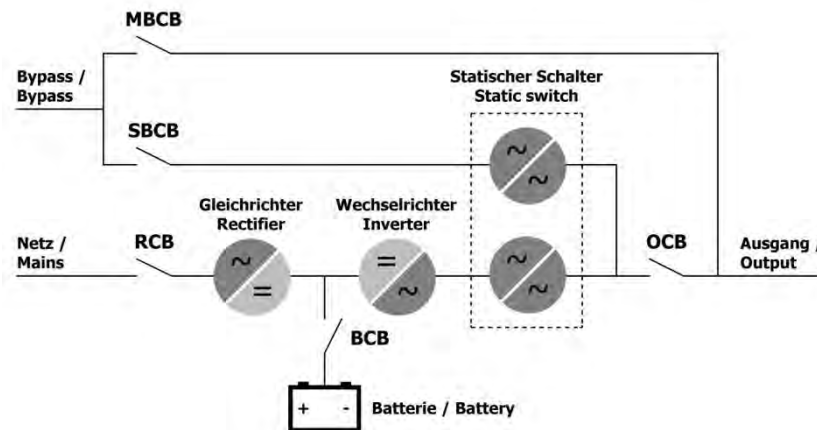 MBCB
Bypass /
Bypass
Statischer Schalter
Static switch
SBCB
~
~
Gleichrichter
Rectifier
Wechselrichter
Inverter
Netz /
Mains
RCB
~
=
=
~
~
~
OCB
Ausgang /
Output
BCB
+ -
Batterie / Battery